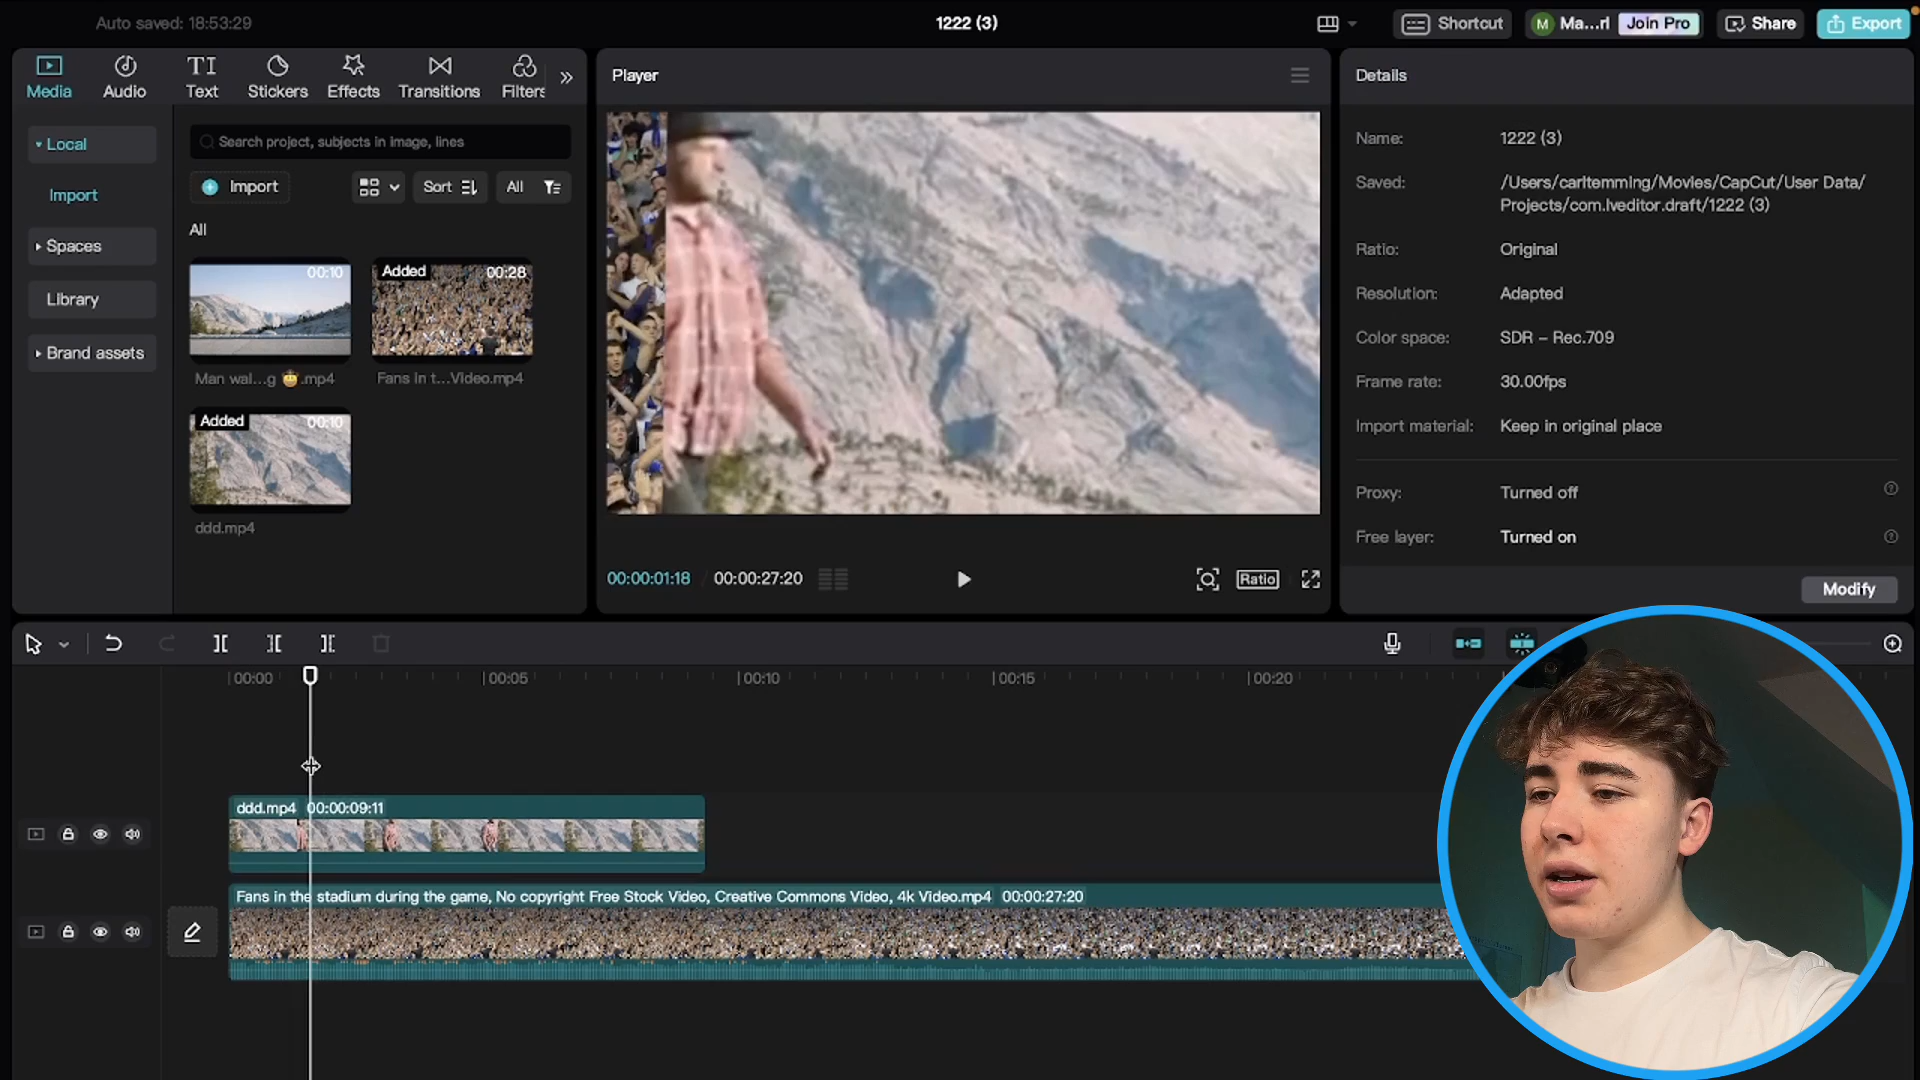 Auto saved: 18:53:29
1222 (3)
Shortcut
M
Ma...rl
Join Pro
Share
Export
Media
Audio
TI
Text
Stickers
Effects
Transitions
Filters
Player
Details
Local
Import
Spaces
Library
Brand assets
Search project, subjects in image, lines
Import
Sort
All
All
00:10
Added
00:28
Man wal...g 🤠.mp4
Fans in t...Video.mp4
Added
00:10
ddd.mp4
00:00:01:18
00:00:27:20
Ratio
Name:
1222 (3)
Saved:
/Users/carltemming/Movies/CapCut/User Data/
Projects/com.lveditor.draft/1222 (3)
Ratio:
Original
Resolution:
Adapted
Color space:
SDR – Rec.709
Frame rate:
30.00fps
Import material:
Keep in original place
Proxy:
Turned off
Free layer:
Turned on
Modify
00:00
00:05
00:10
00:15
00:20
ddd.mp4 00:00:09:11
Fans in the stadium during the game, No copyright Free Stock Video, Creative Commons Video, 4k Video.mp4 00:00:27:20